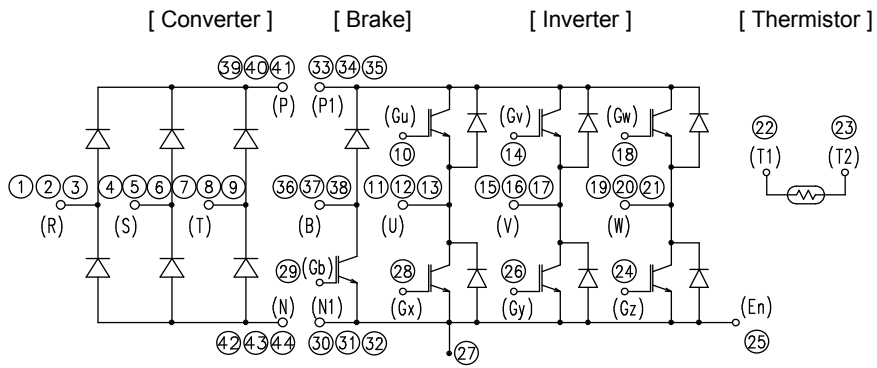 [ Converter ] [ Brake] [ Inverter ] [ Thermistor ]
39 40 41 33 34 35
(P) (P1) (Gu) (Gv) (Gw) 22 23
10 14 18 (T1) (T2)
1 2 3 4 5 6 7 8 9 36 37 38 11 12 13 15 16 17 19 20 21
(R) (S) (T) (B) (U) (V) (W)
29 (Gb) 28 26 24
(N) (N1) (Gx) (Gy) (Gz) (En)
42 43 44 30 31 32 27 25